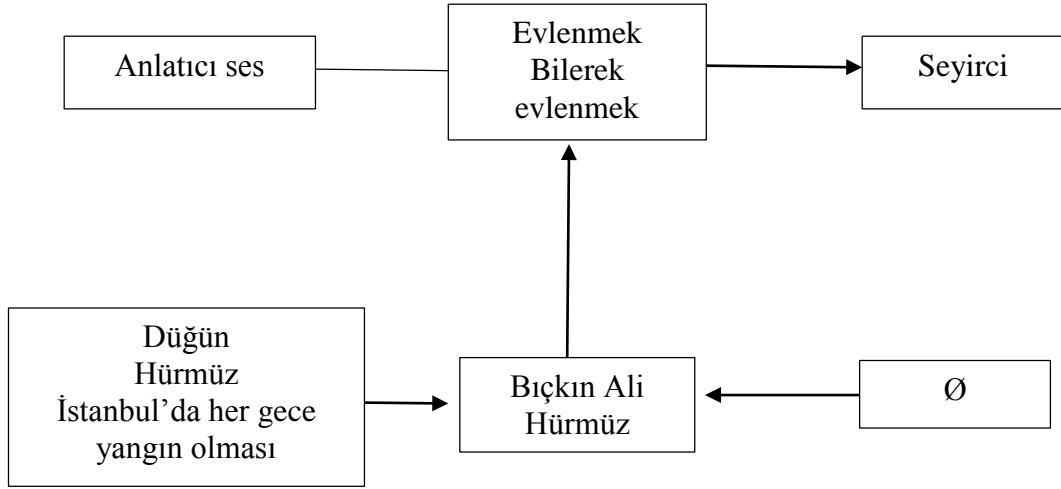 Anlatıcı ses
Evlenmek
Bilerek
evlenmek
Seyirci
Düğün
Hürmüz
İstanbul’da her gece
yangın olması
Bıçkın Ali
Hürmüz
Ø